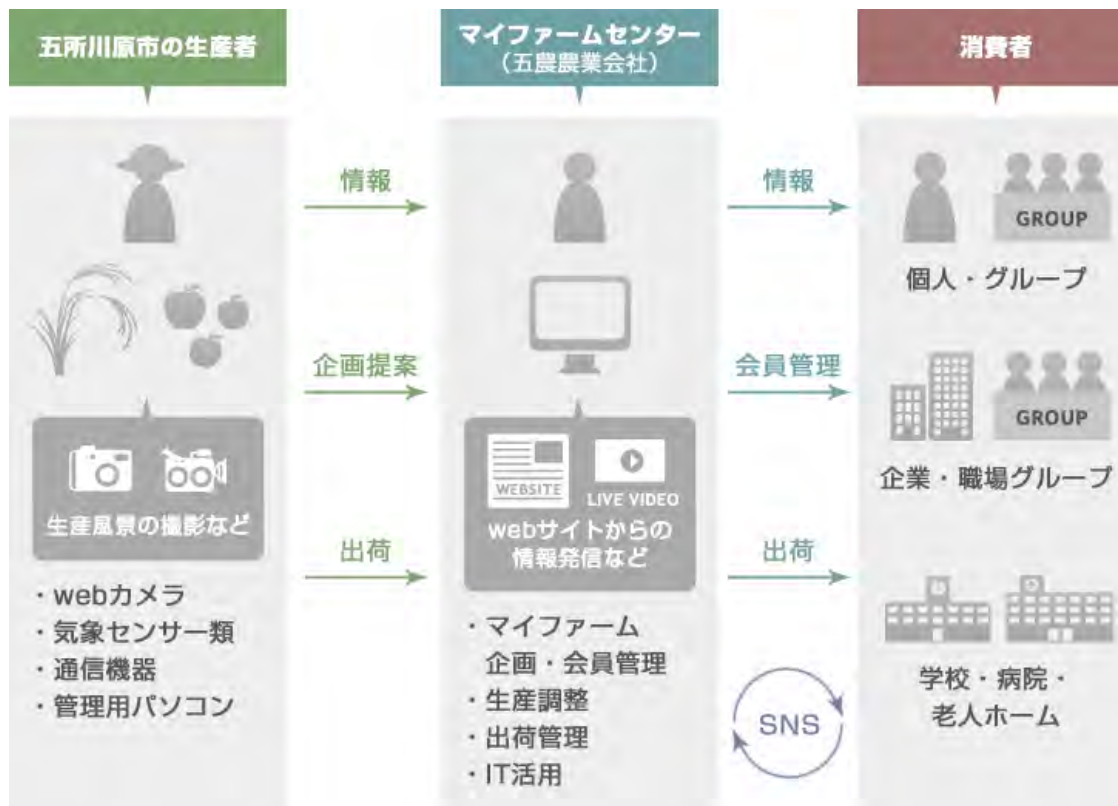 五所川原市の生産者
マイファームセンター
（五農農業会社）
消費者
情報
企画提案
出荷
生産風景の撮影など
・webカメラ
・気象センサー類
・通信機器
・管理用パソコン
WEBSITE
LIVE VIDEO
webサイトからの
情報発信など
・マイファーム
企画・会員管理
・生産調整
・出荷管理
・IT活用
情報
会員管理
出荷
SNS
GROUP
個人・グループ
GROUP
企業・職場グループ
学校・病院・
老人ホーム